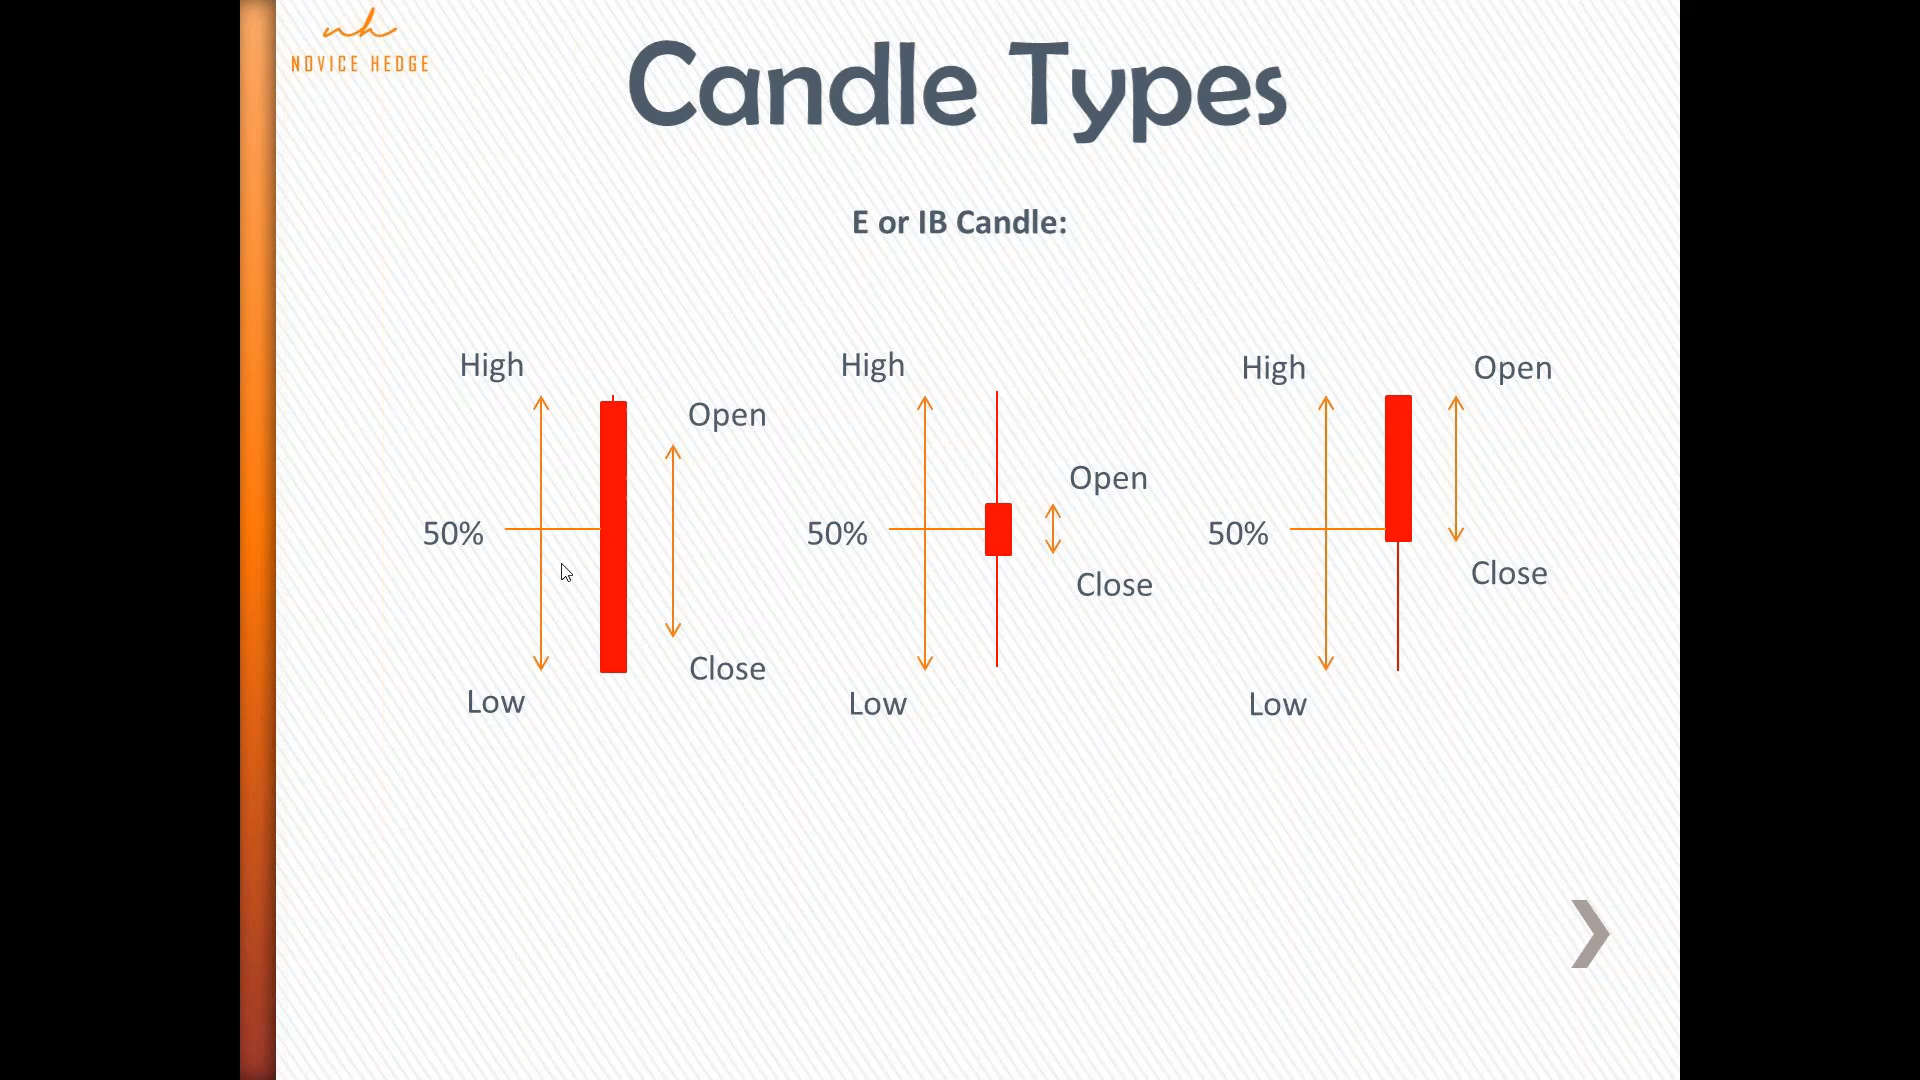 nh
NOVICE HEDGE
Candle Types
E or IB Candle:
High
Open
50%
Close
Low
High
Open
50%
Close
Low
High
Open
50%
Close
Low